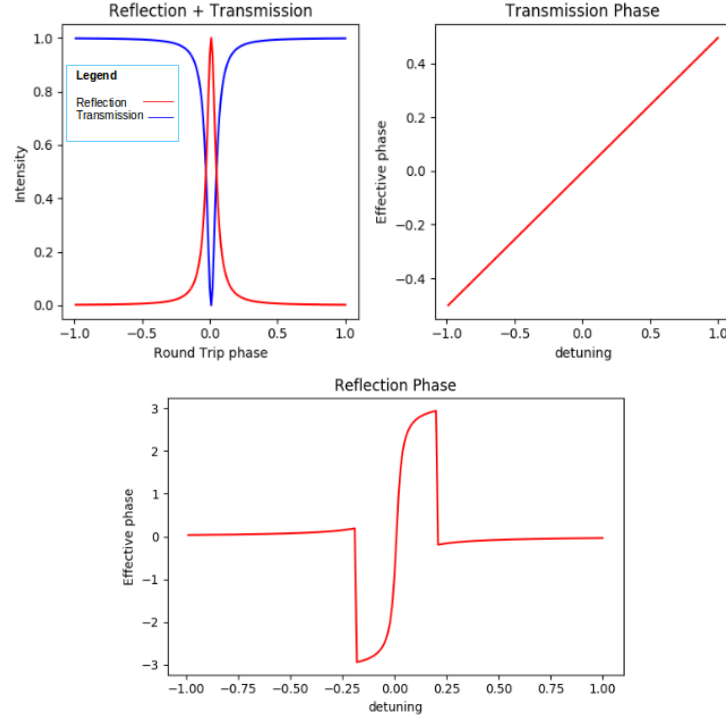 Reflection + Transmission
1.0
0.8
0.6
0.4
0.2
0.0
Intensity
Legend
Reflection
Transmission
−1.0 −0.5 0.0 0.5 1.0
Round Trip phase
Transmission Phase
0.4
0.2
0.0
−0.2
−0.4
Effective phase
−1.0 −0.5 0.0 0.5 1.0
detuning
Reflection Phase
3
2
1
0
−1
−2
−3
Effective phase
−1.00 −0.75 −0.50 −0.25 0.00 0.25 0.50 0.75 1.00
detuning